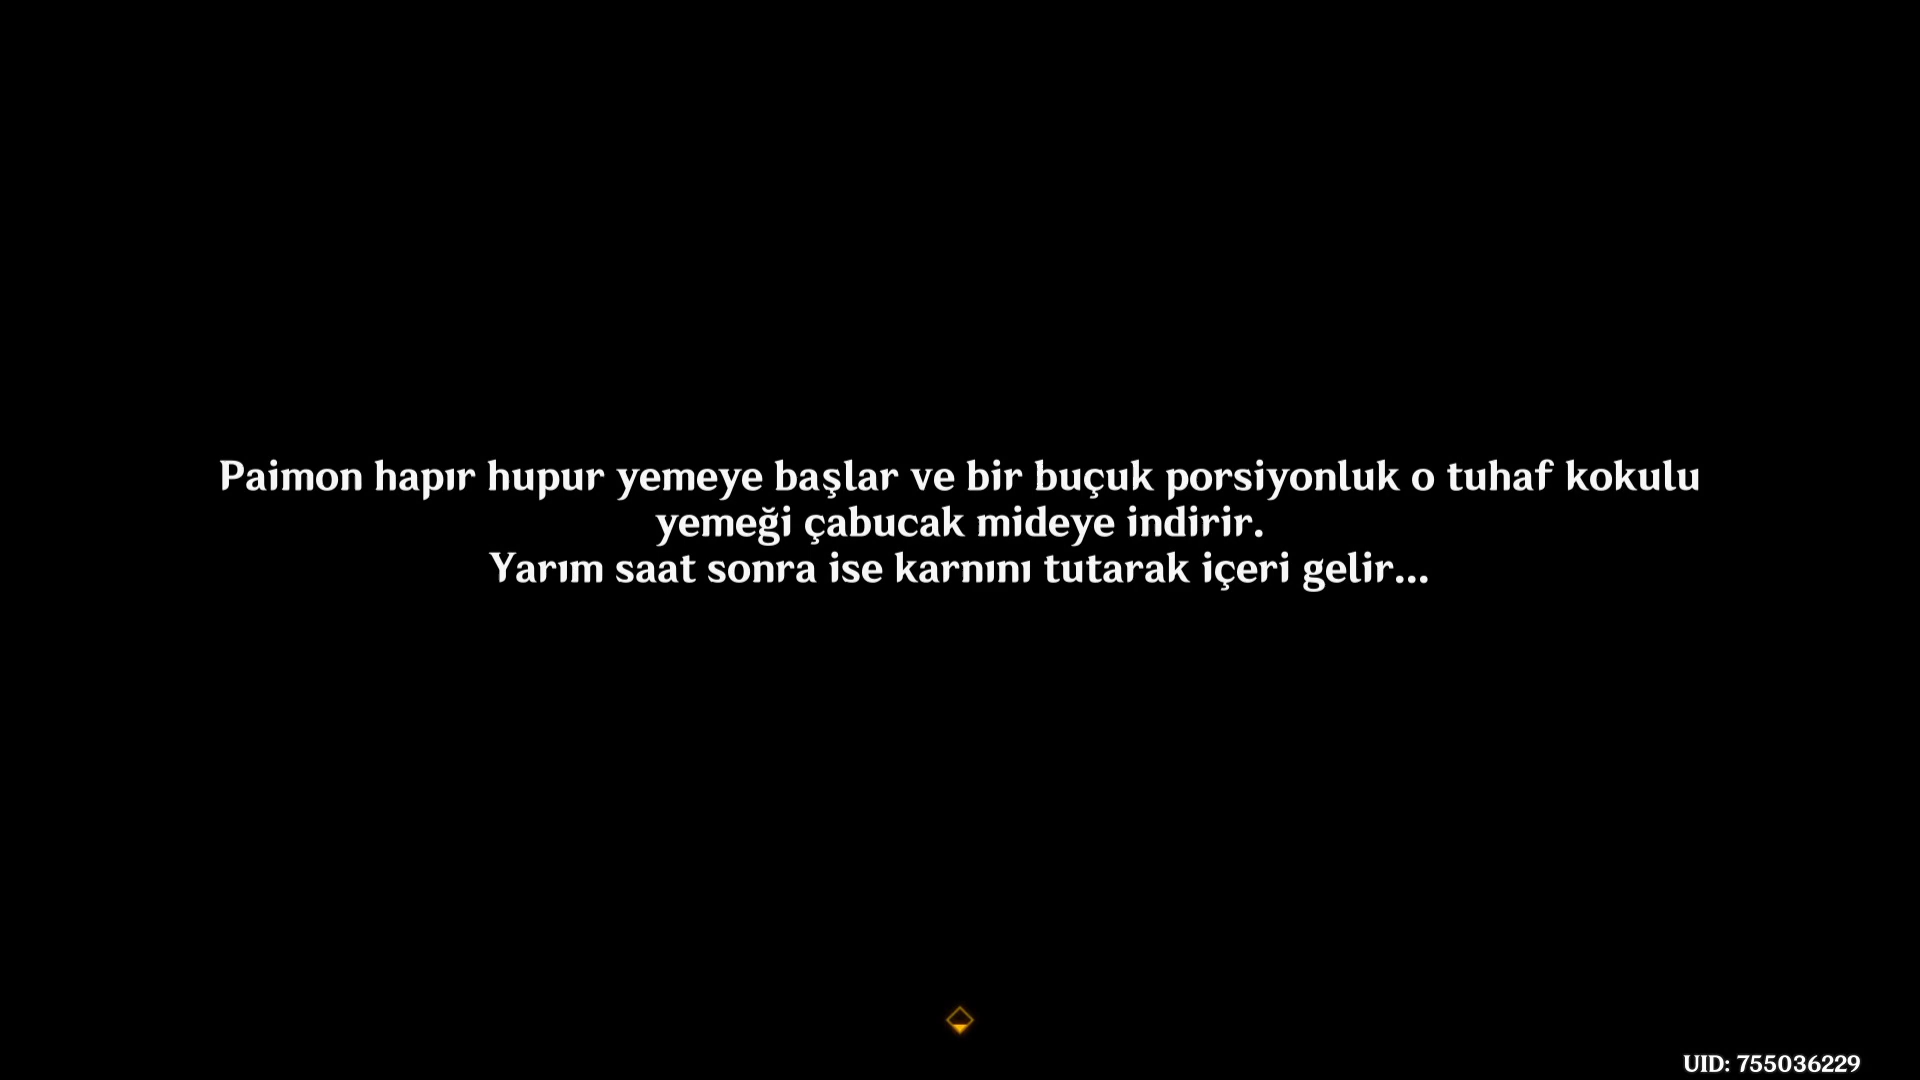 Paimon hapır hupur yemeye başlar ve bir buçuk porsiyonluk o tuhaf kokulu
yemeği çabucak mideye indirir.
Yarım saat sonra ise karnını tutarak içeri gelir...
UID: 755036229